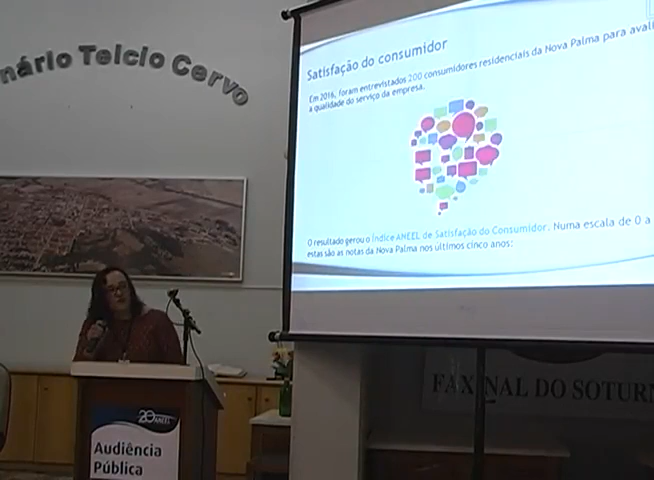 nário Telcio Cervo
Satisfação do consumidor
Em 2016, foram entrevistados 200 consumidores residenciais da Nova Palma para avali
a qualidade do serviço da empresa.
O resultado gerou o Índice ANEEL de Satisfação do Consumidor. Numa escala de 0 a
estas são as notas da Nova Palma nos últimos cinco anos:
FAXINAL DO SOTURN
20 ANEEL
Audiência
Pública